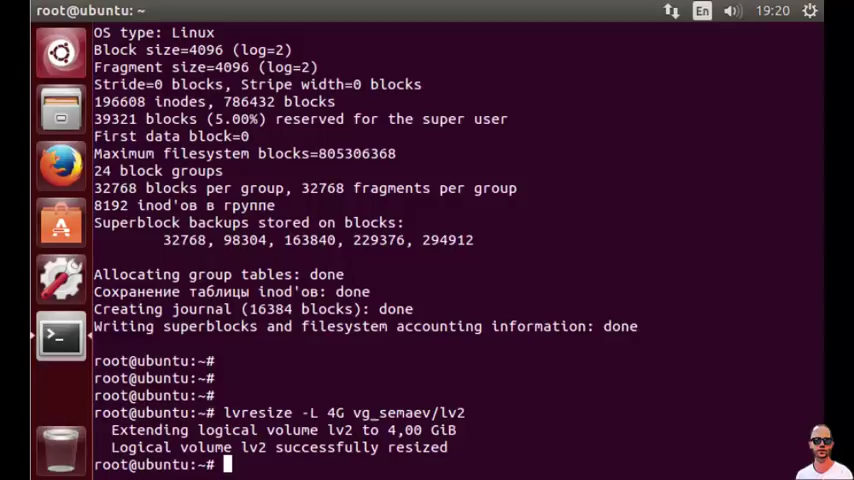 root@ubuntu: ~
En
19:20
OS type: Linux
Block size=4096 (log=2)
Fragment size=4096 (log=2)
Stride=0 blocks, Stripe width=0 blocks
196608 inodes, 786432 blocks
39321 blocks (5.00%) reserved for the super user
First data block=0
Maximum filesystem blocks=805306368
24 block groups
32768 blocks per group, 32768 fragments per group
8192 inod'ов в группе
Superblock backups stored on blocks:
32768, 98304, 163840, 229376, 294912
Allocating group tables: done
Сохранение таблицы inod'ов: done
Creating journal (16384 blocks): done
Writing superblocks and filesystem accounting information: done
root@ubuntu:~#
root@ubuntu:~#
root@ubuntu:~#
root@ubuntu:~# lvresize -L 4G vg_semaev/lv2
Extending logical volume lv2 to 4,00 GiB
Logical volume lv2 successfully resized
root@ubuntu:~#